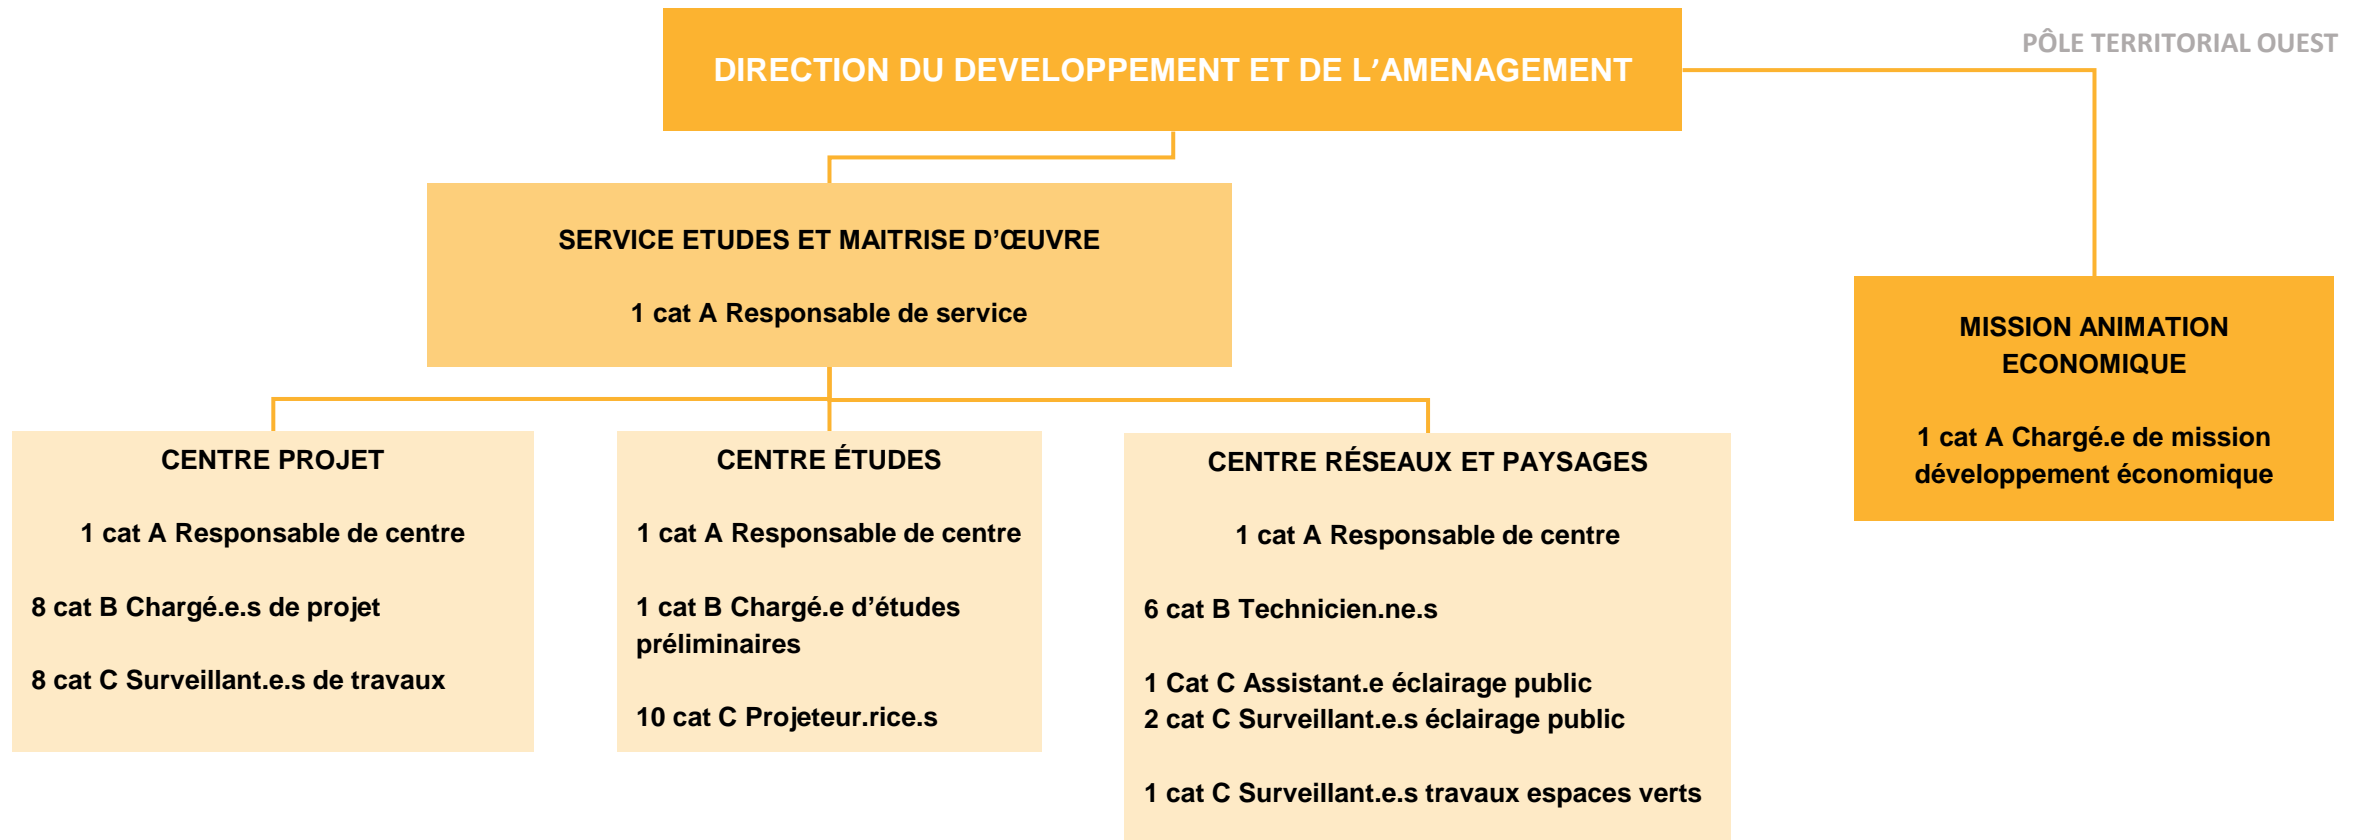 PÔLE TERRITORIAL OUEST
DIRECTION DU DEVELOPPEMENT ET DE L’AMENAGEMENT
SERVICE ETUDES ET MAITRISE D’ŒUVRE
1 cat A Responsable de service
MISSION ANIMATION
ECONOMIQUE
1 cat A Chargé.e de mission
développement économique
CENTRE PROJET
1 cat A Responsable de centre
8 cat B Chargé.e.s de projet
8 cat C Surveillant.e.s de travaux
CENTRE ÉTUDES
1 cat A Responsable de centre
1 cat B Chargé.e d’études
préliminaires
10 cat C Projeteur.rice.s
CENTRE RÉSEAUX ET PAYSAGES
1 cat A Responsable de centre
6 cat B Technicien.ne.s
1 Cat C Assistant.e éclairage public
2 cat C Surveillant.e.s éclairage public
1 cat C Surveillant.e.s travaux espaces verts